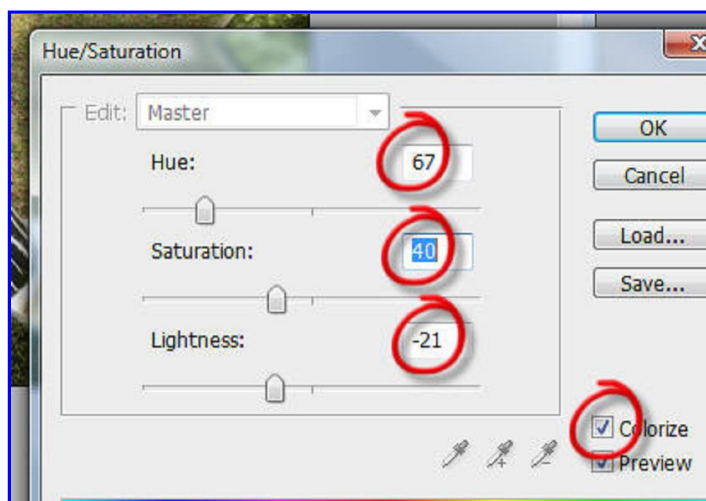 Hue/Saturation
Edit: Master
OK
Hue: 67
Cancel
Saturation: 40
Load...
Save...
Lightness: -21
Colorize
Preview